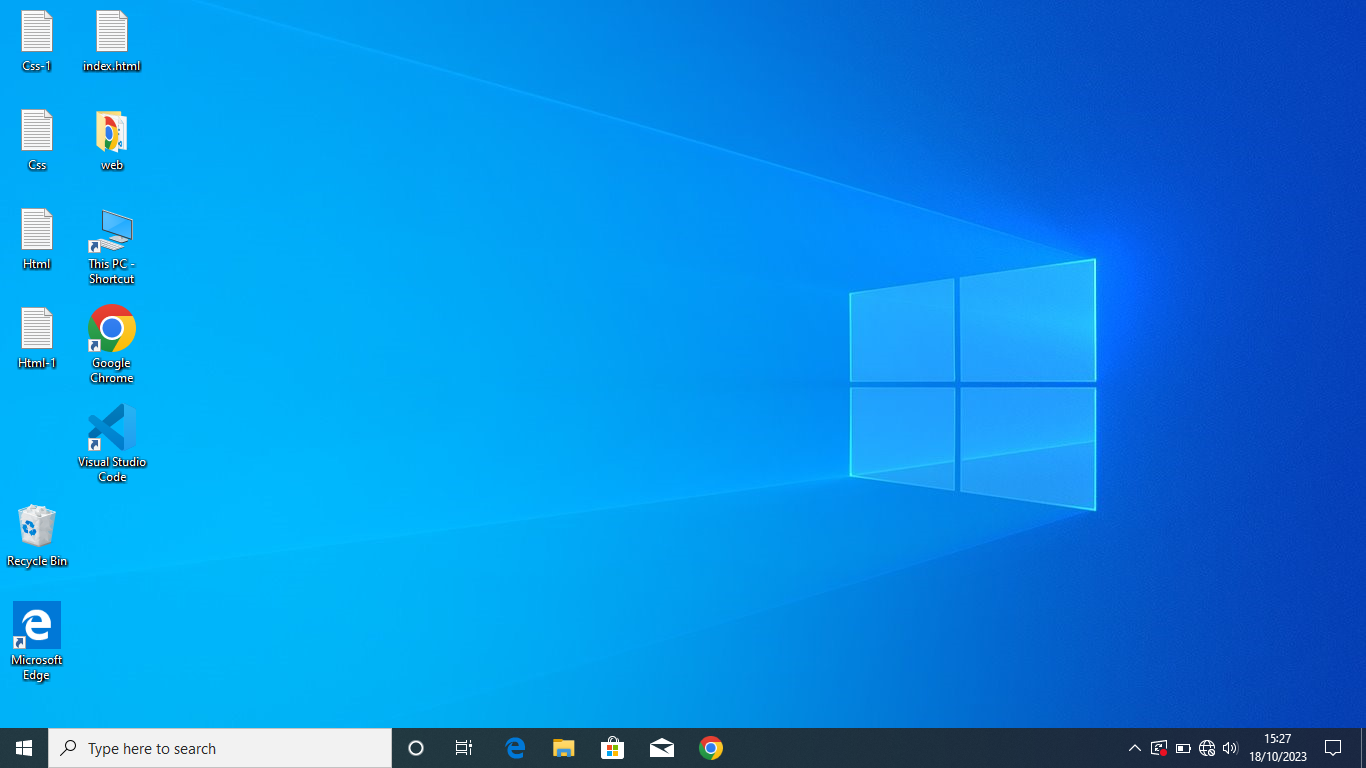 Css-1
index.html
Css
web
Html
This PC -
Shortcut
Html-1
Google
Chrome
Visual Studio
Code
Recycle Bin
Microsoft
Edge
Type here to search
15:27
18/10/2023